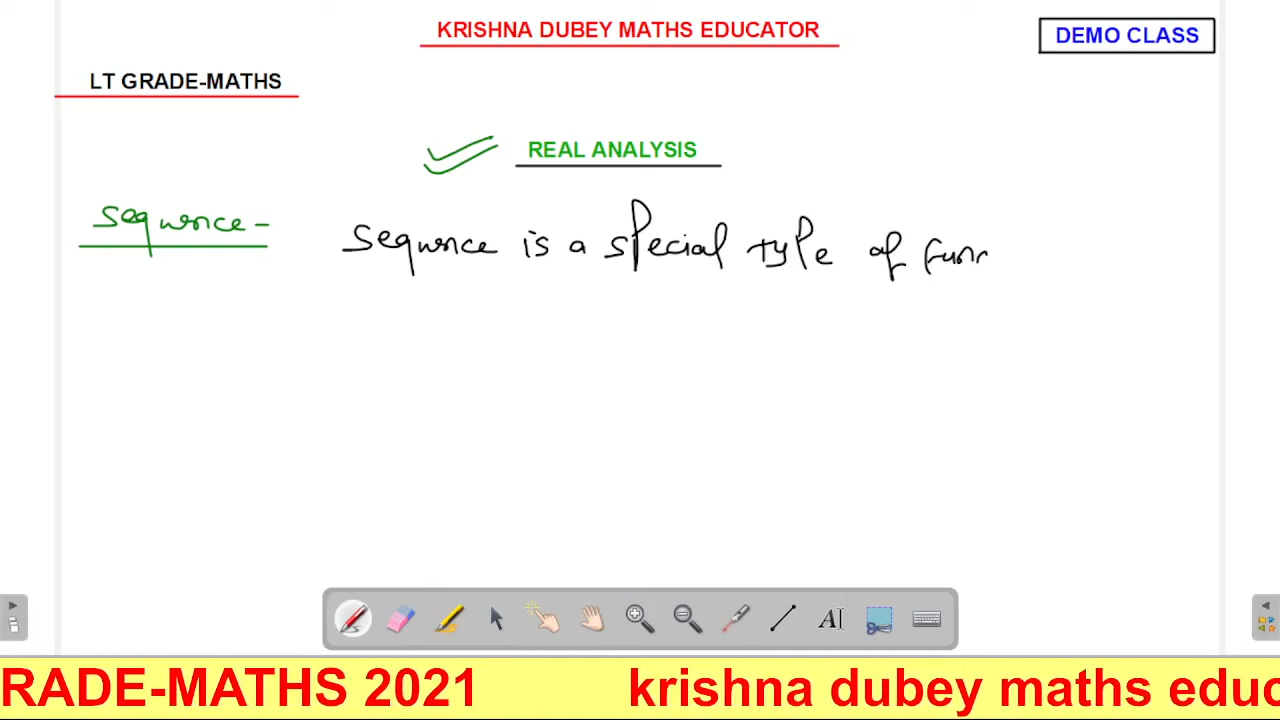 KRISHNA DUBEY MATHS EDUCATOR
DEMO CLASS
LT GRADE-MATHS
REAL ANALYSIS
Sequence -
Sequence is a special type of func
RADE-MATHS 2021 krishna dubey maths educ